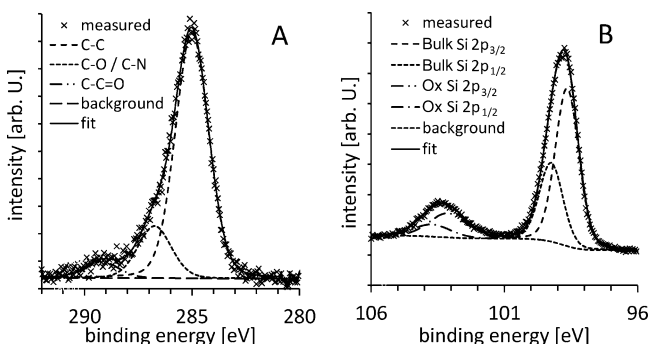 A
× measured
C-C
C-O / C-N
C-C=O
background
fit
intensity [arb. U.]
290
285
280
binding energy [eV]
B
× measured
Bulk Si 2p3/2
Bulk Si 2p1/2
Ox Si 2p3/2
Ox Si 2p1/2
background
fit
intensity [arb. U.]
106
101
96
binding energy [eV]